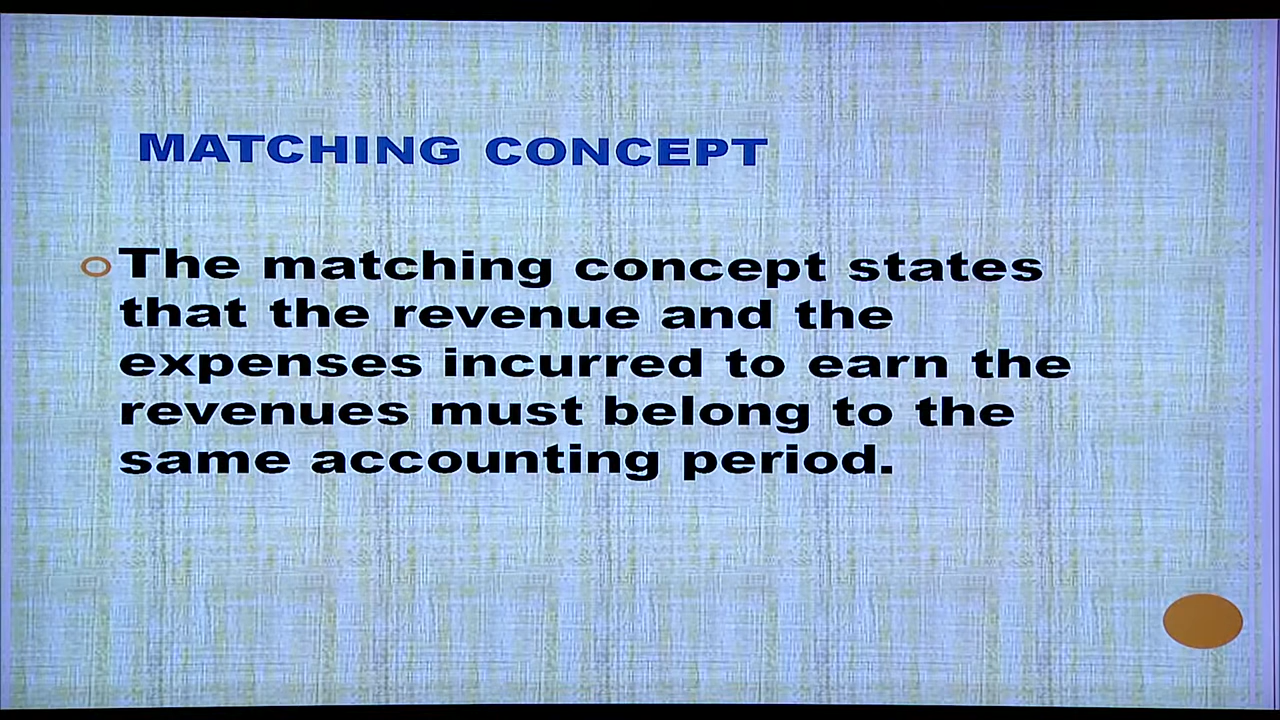 MATCHING CONCEPT
The matching concept states
that the revenue and the
expenses incurred to earn the
revenues must belong to the
same accounting period.